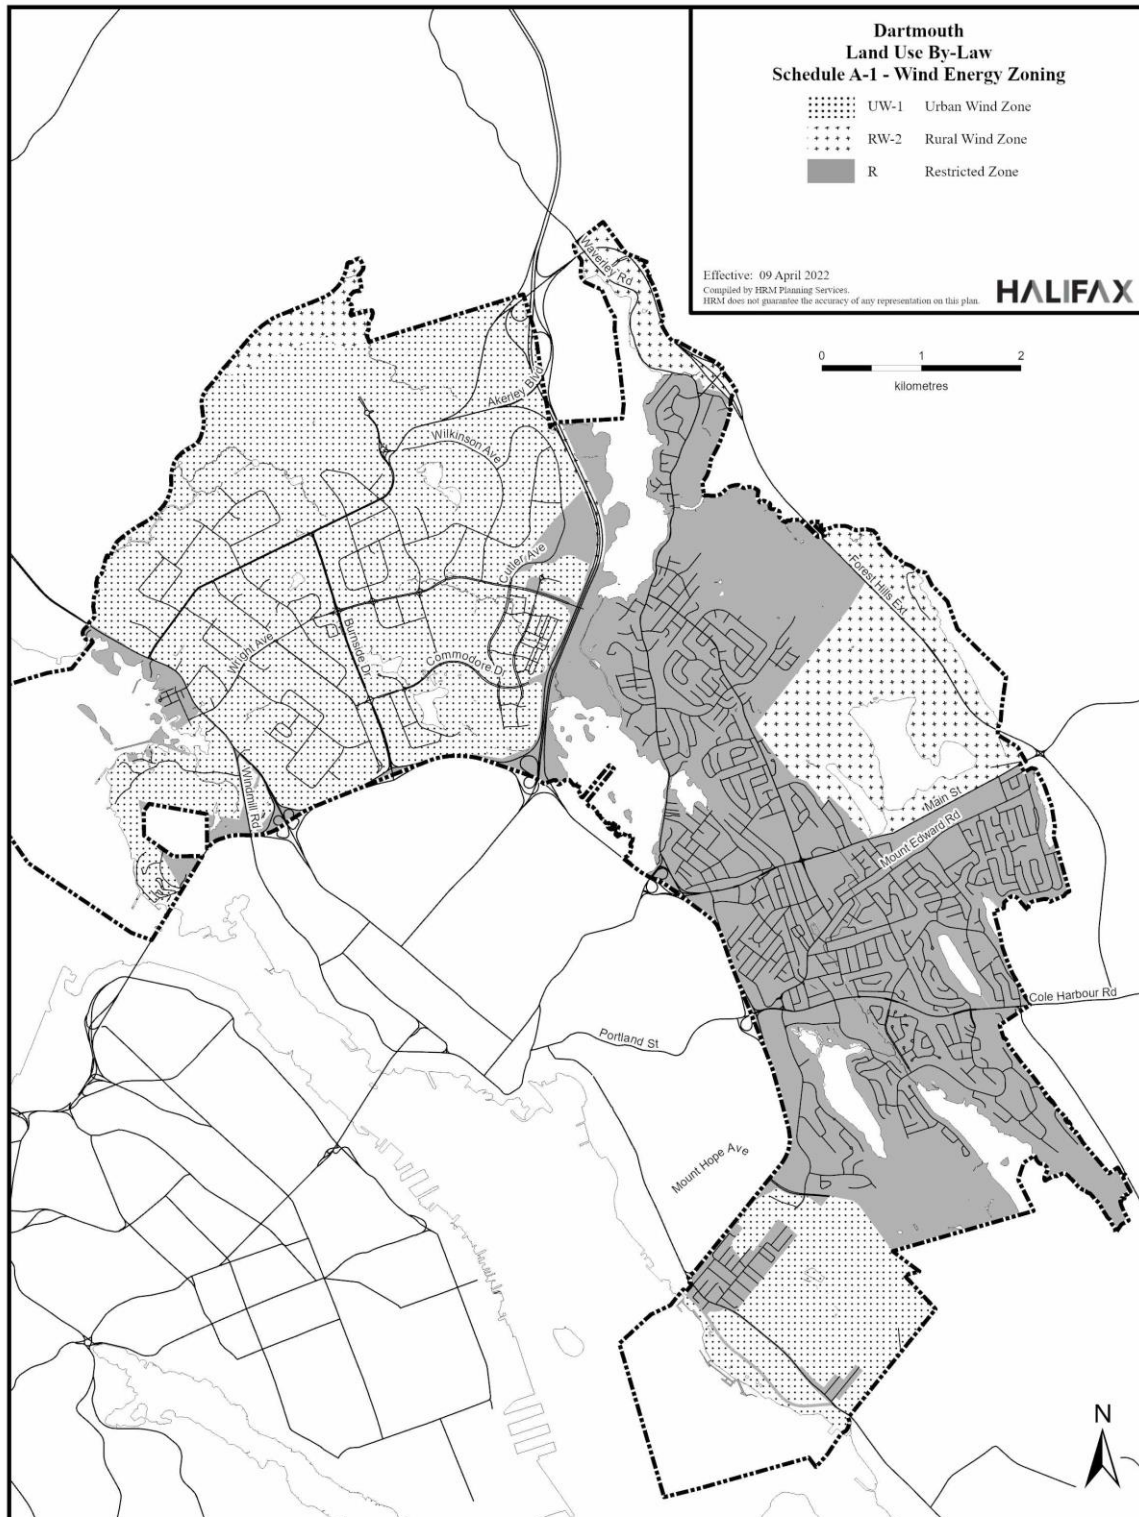 Dartmouth
Land Use By-Law
Schedule A-1 - Wind Energy Zoning
UW-1 Urban Wind Zone
RW-2 Rural Wind Zone
R Restricted Zone
Effective: 09 April 2022
Compiled by HRM Planning Services.
HRM does not guarantee the accuracy of any representation on this plan.
HALIFAX
0 1 2
kilometres
Waverley Rd
Akerley Blvd
Wilkinson Ave
Cutler Ave
Forest Hills Ext
Wright Ave
Burnside Dr
Commodore Dr
Windmill Rd
Main St
Mount Edward Rd
Cole Harbour Rd
Portland St
Mount Hope Ave
N